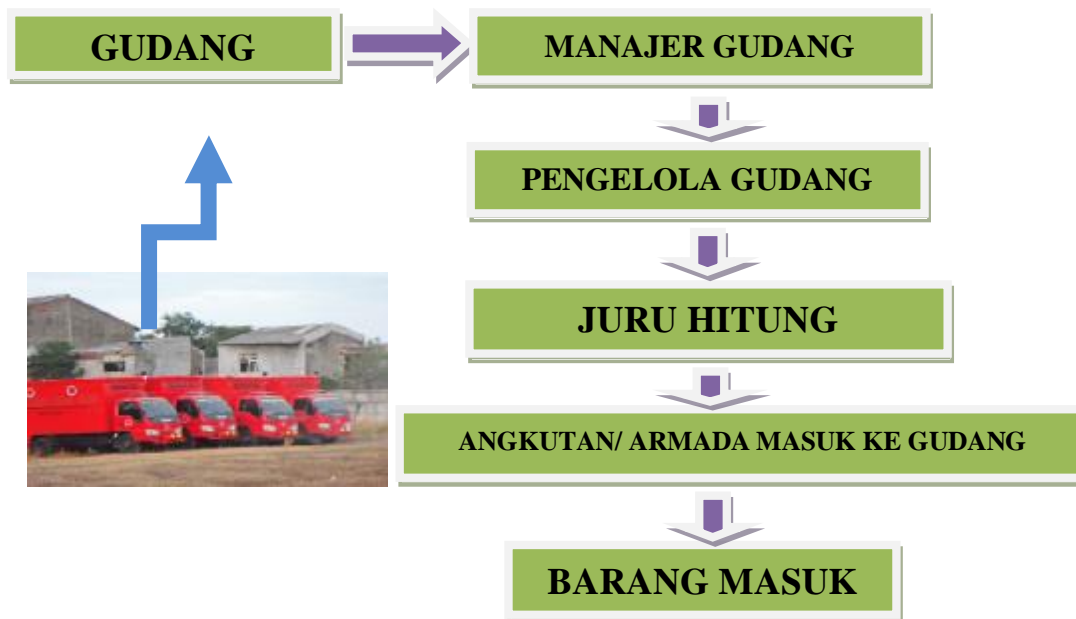 GUDANG
MANAJER GUDANG
PENGELOLA GUDANG
JURU HITUNG
ANGKUTAN/ ARMADA MASUK KE GUDANG
BARANG MASUK